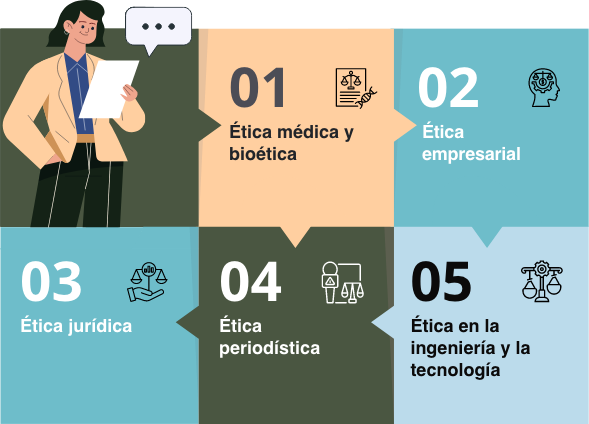 01
Ética médica y
bioética
02
Ética
empresarial
03
Ética jurídica
04
Ética
periodística
05
Ética en la
ingeniería y la
tecnología